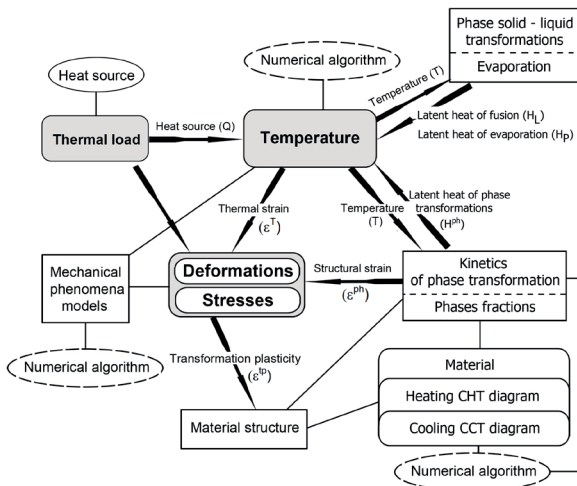 Phase solid - liquid
transformations
Evaporation
Numerical algorithm
Heat source
Temperature (T)
Thermal load
Heat source (Q)
Temperature
Latent heat of fusion (HL)
Latent heat of evaporation (HP)
Thermal strain
(εT)
Temperature
(T)
Latent heat of phase
transformations
(Hph)
Mechanical
phenomena
models
Deformations
Stresses
Structural strain
(εph)
Kinetics
of phase transformation
Phases fractions
Numerical algorithm
Transformation plasticity
(εtp)
Material structure
Material
Heating CHT diagram
Cooling CCT diagram
Numerical algorithm